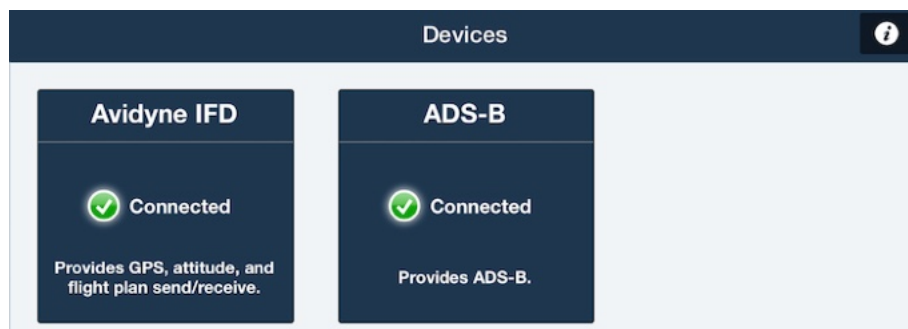 Devices
Avidyne IFD
Connected
Provides GPS, attitude, and
flight plan send/receive.
ADS-B
Connected
Provides ADS-B.